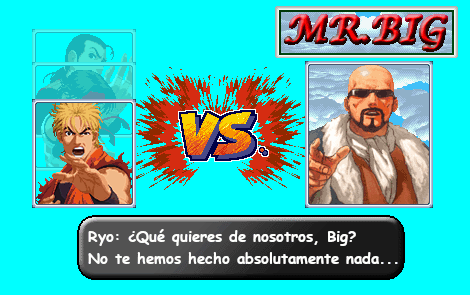 MR.BIG
VS.
Ryo: ¿Qué quieres de nosotros, Big?
No te hemos hecho absolutamente nada...